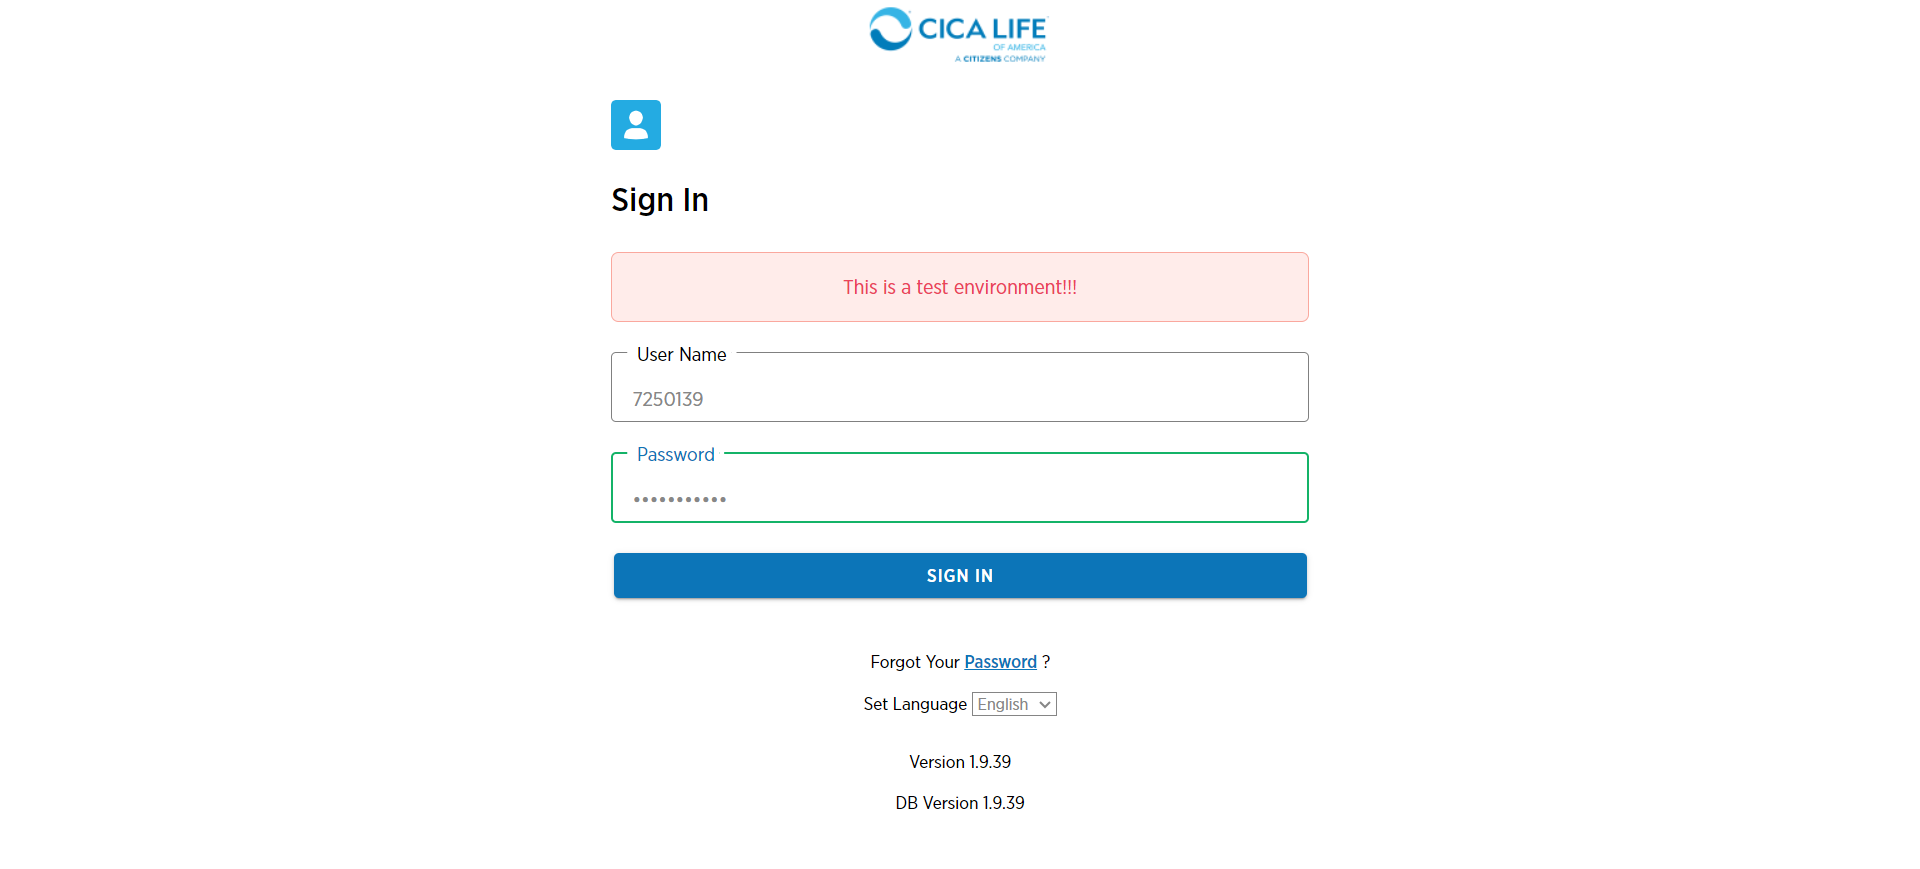 CICA LIFE
OF AMERICA
A CITIZENS COMPANY
Sign In
This is a test environment!!!
User Name
7250139
Password
•••••••••••
SIGN IN
Forgot Your Password ?
Set Language English
Version 1.9.39
DB Version 1.9.39